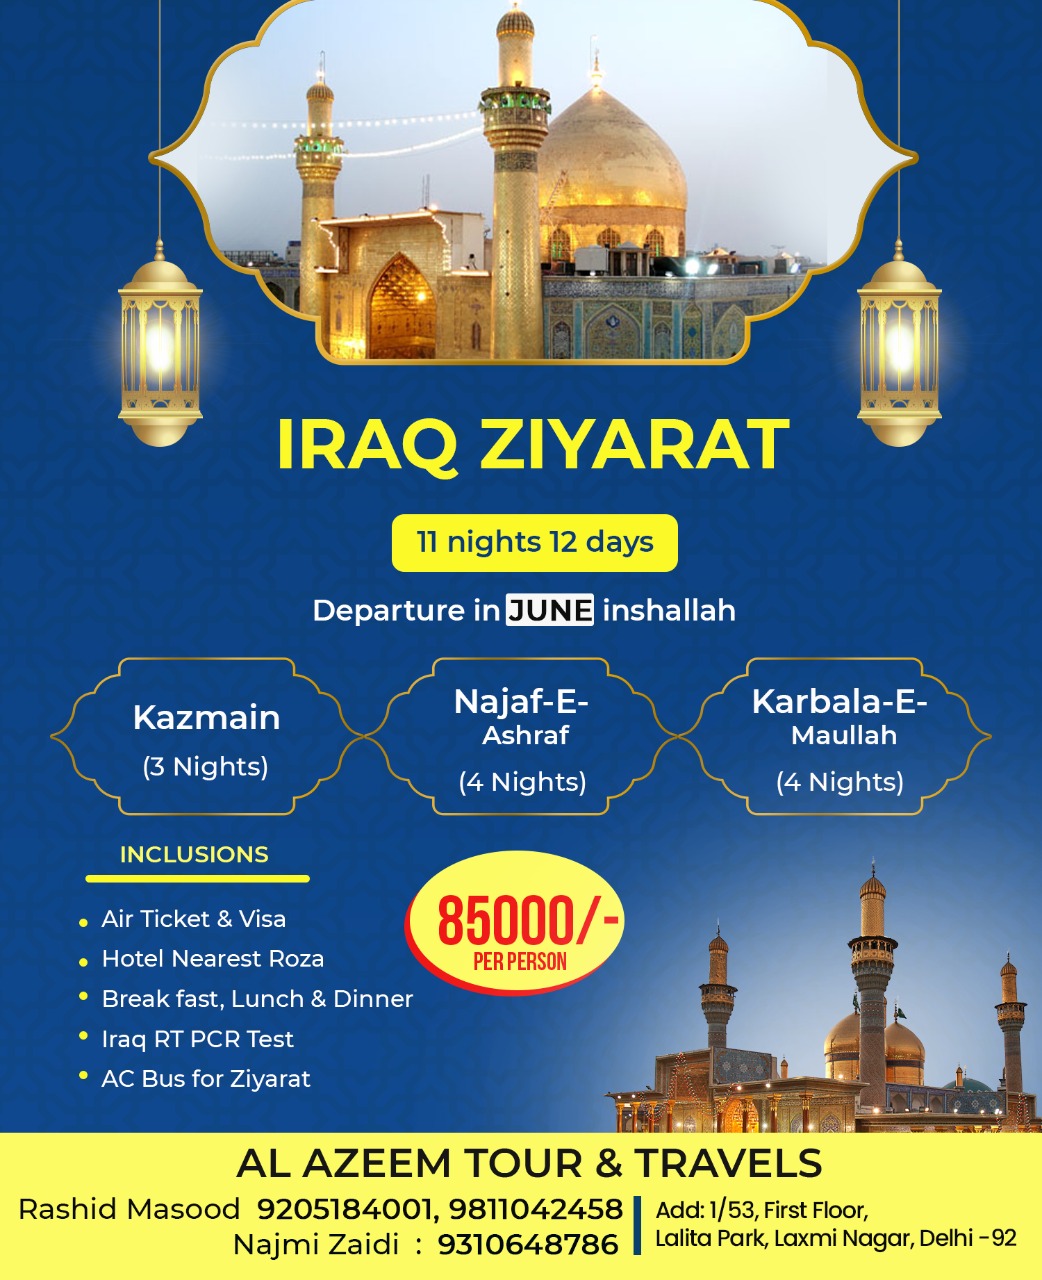 IRAQ ZIYARAT
11 nights 12 days
Departure in JUNE inshallah
Kazmain
(3 Nights)
Najaf-E-
Ashraf
(4 Nights)
Karbala-E-
Maullah
(4 Nights)
INCLUSIONS
• Air Ticket & Visa
• Hotel Nearest Roza
• Break fast, Lunch & Dinner
• Iraq RT PCR Test
• AC Bus for Ziyarat
85000/-
PER PERSON
AL AZEEM TOUR & TRAVELS
Rashid Masood 9205184001, 9811042458
Najmi Zaidi : 9310648786
Add: 1/53, First Floor,
Lalita Park, Laxmi Nagar, Delhi -92